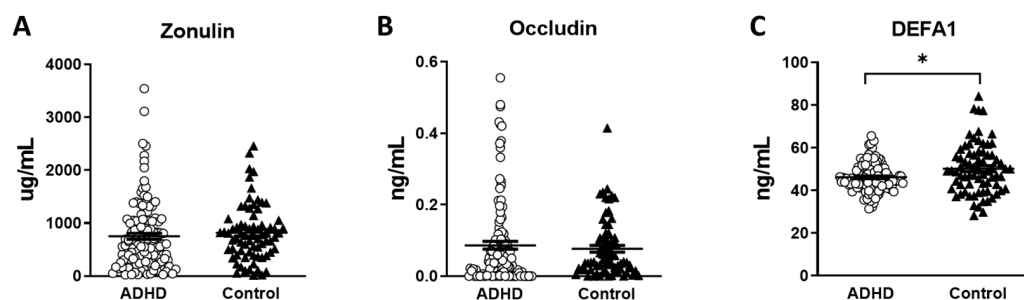 A
Zonulin
ug/mL
4000
3000
2000
1000
0
ADHD
Control
B
Occludin
ng/mL
0.6
0.4
0.2
0.0
ADHD
Control
C
DEFA1
ng/mL
100
80
60
40
20
0
*
ADHD
Control